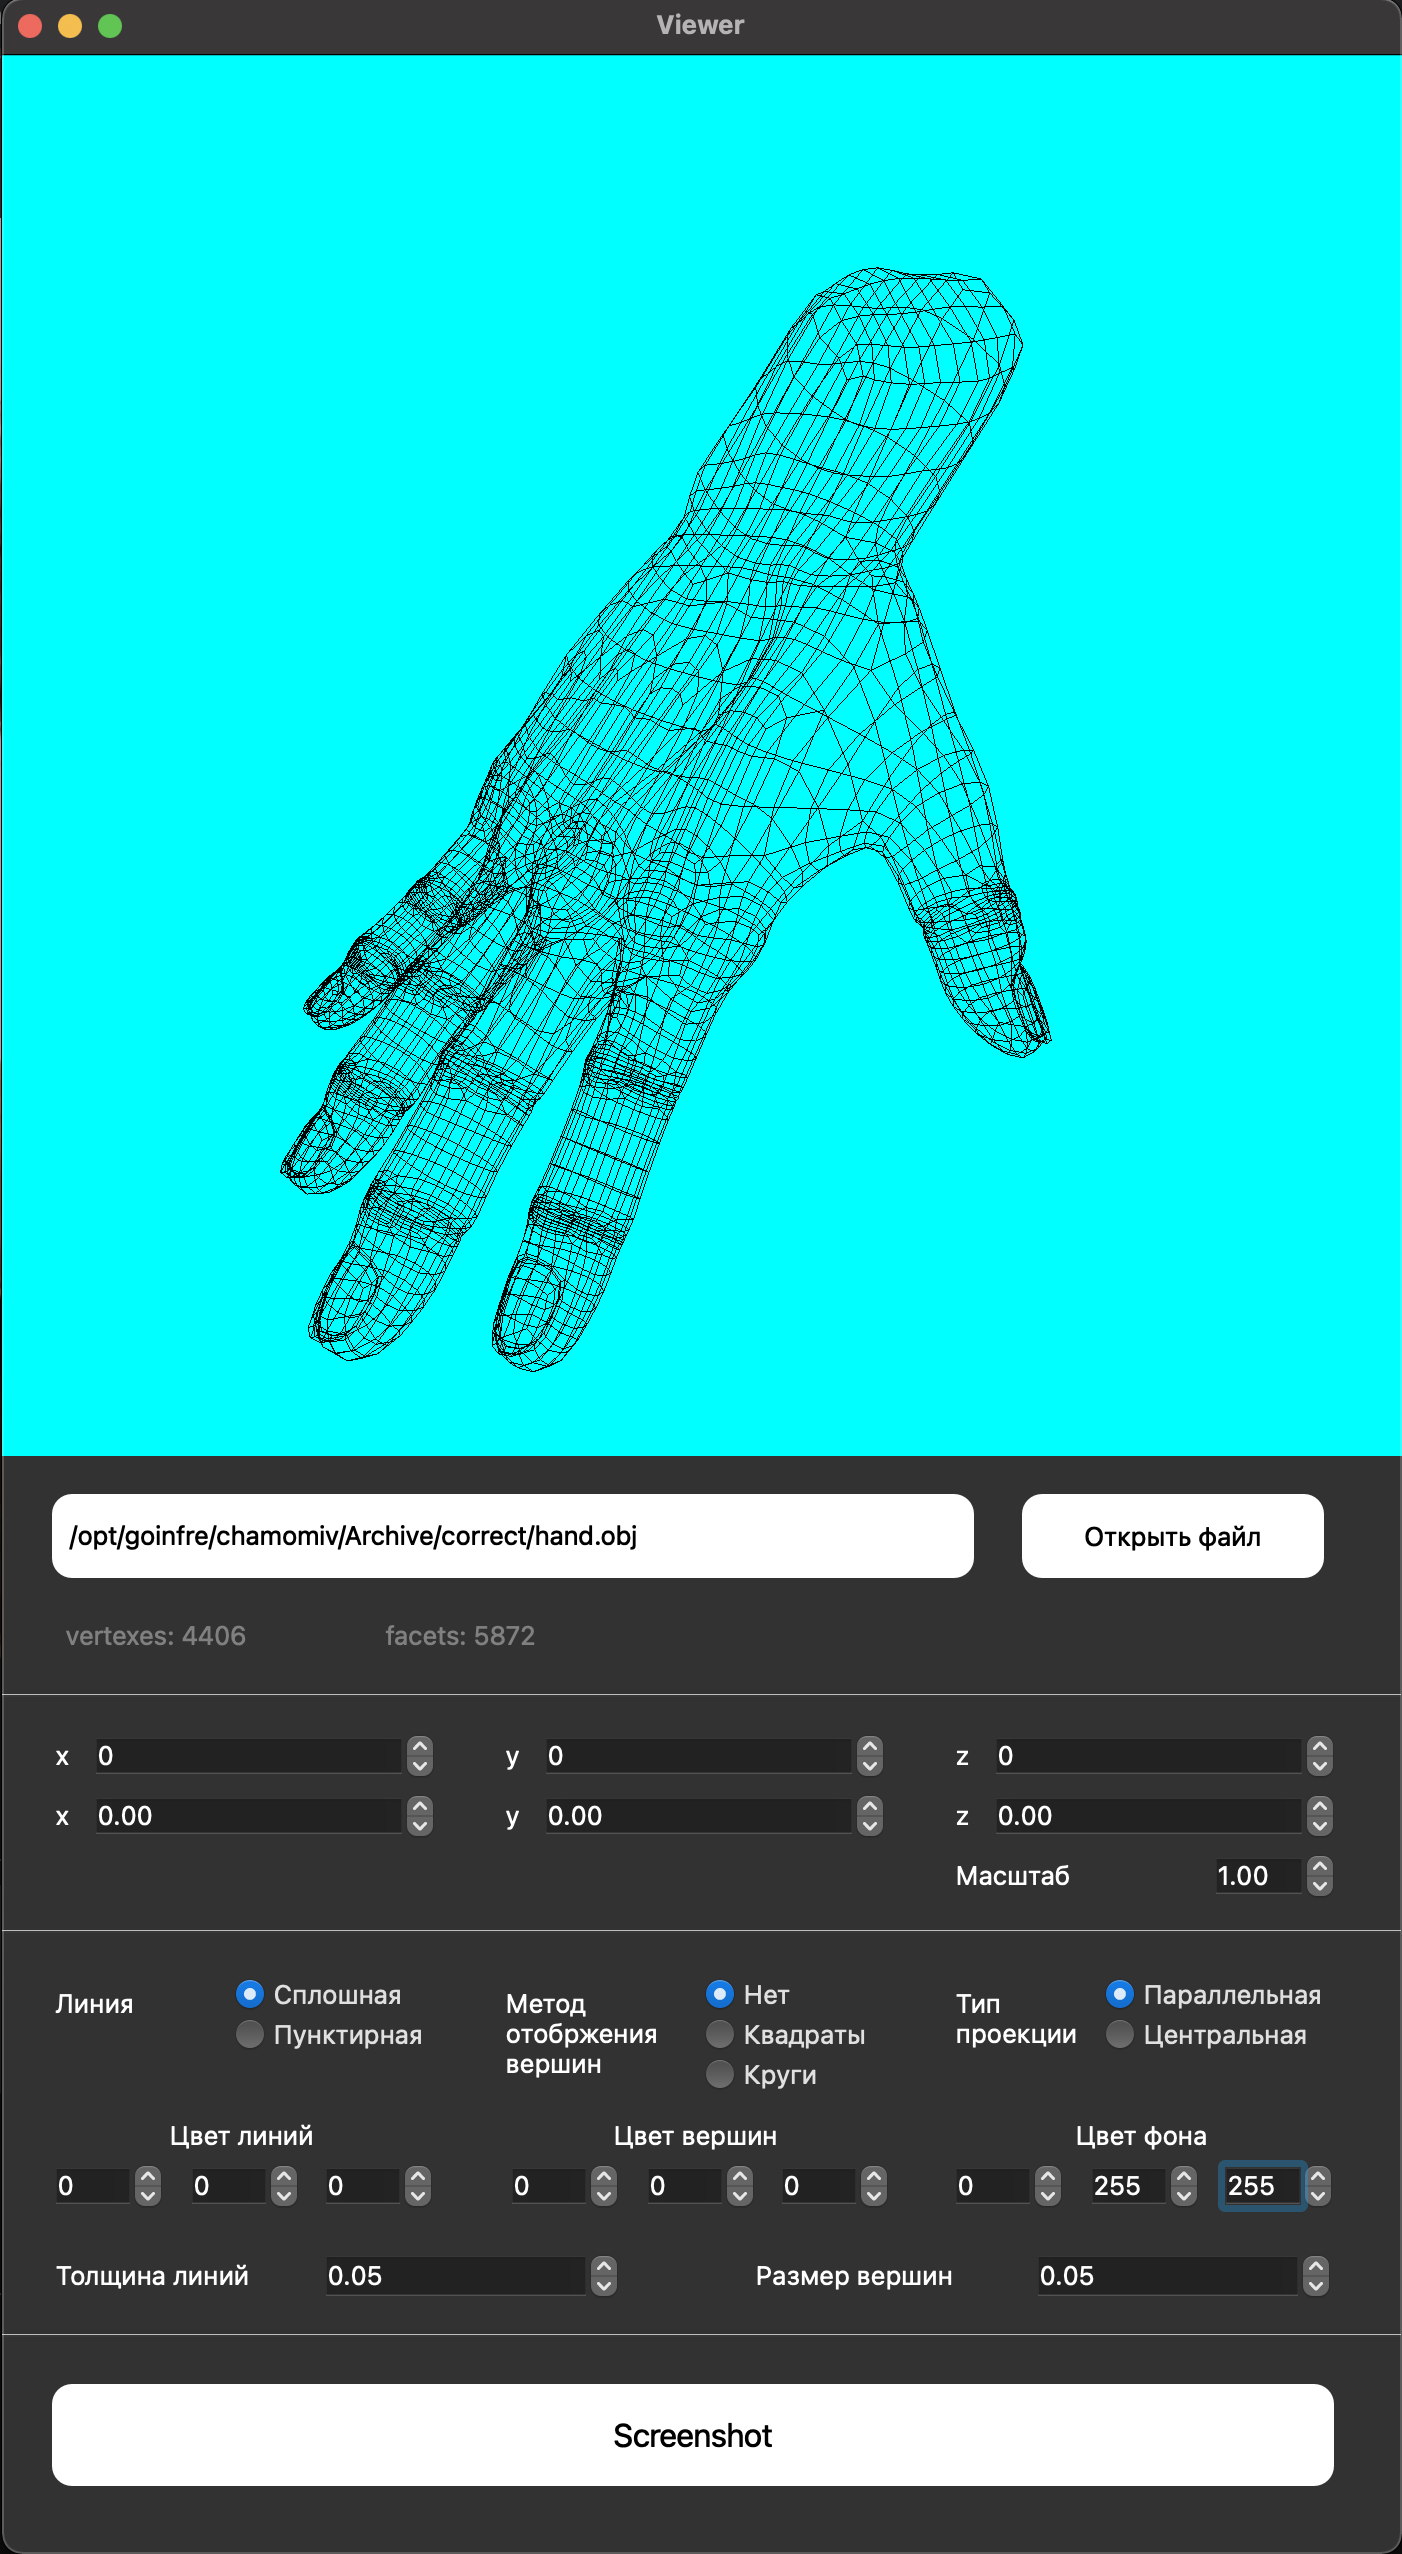 Viewer
/opt/goinfre/chamomiv/Archive/correct/hand.obj
Открыть файл
vertexes: 4406 facets: 5872
x 0 y 0 z 0
x 0.00 y 0.00 z 0.00
Масштаб 1.00
Линия
Сплошная
Пунктирная
Метод
отобржения
вершин
Нет
Квадраты
Круги
Тип
проекции
Параллельная
Центральная
Цвет линий
0 0 0
Цвет вершин
0 0 0
Цвет фона
0 255 255
Толщина линий 0.05
Размер вершин 0.05
Screenshot